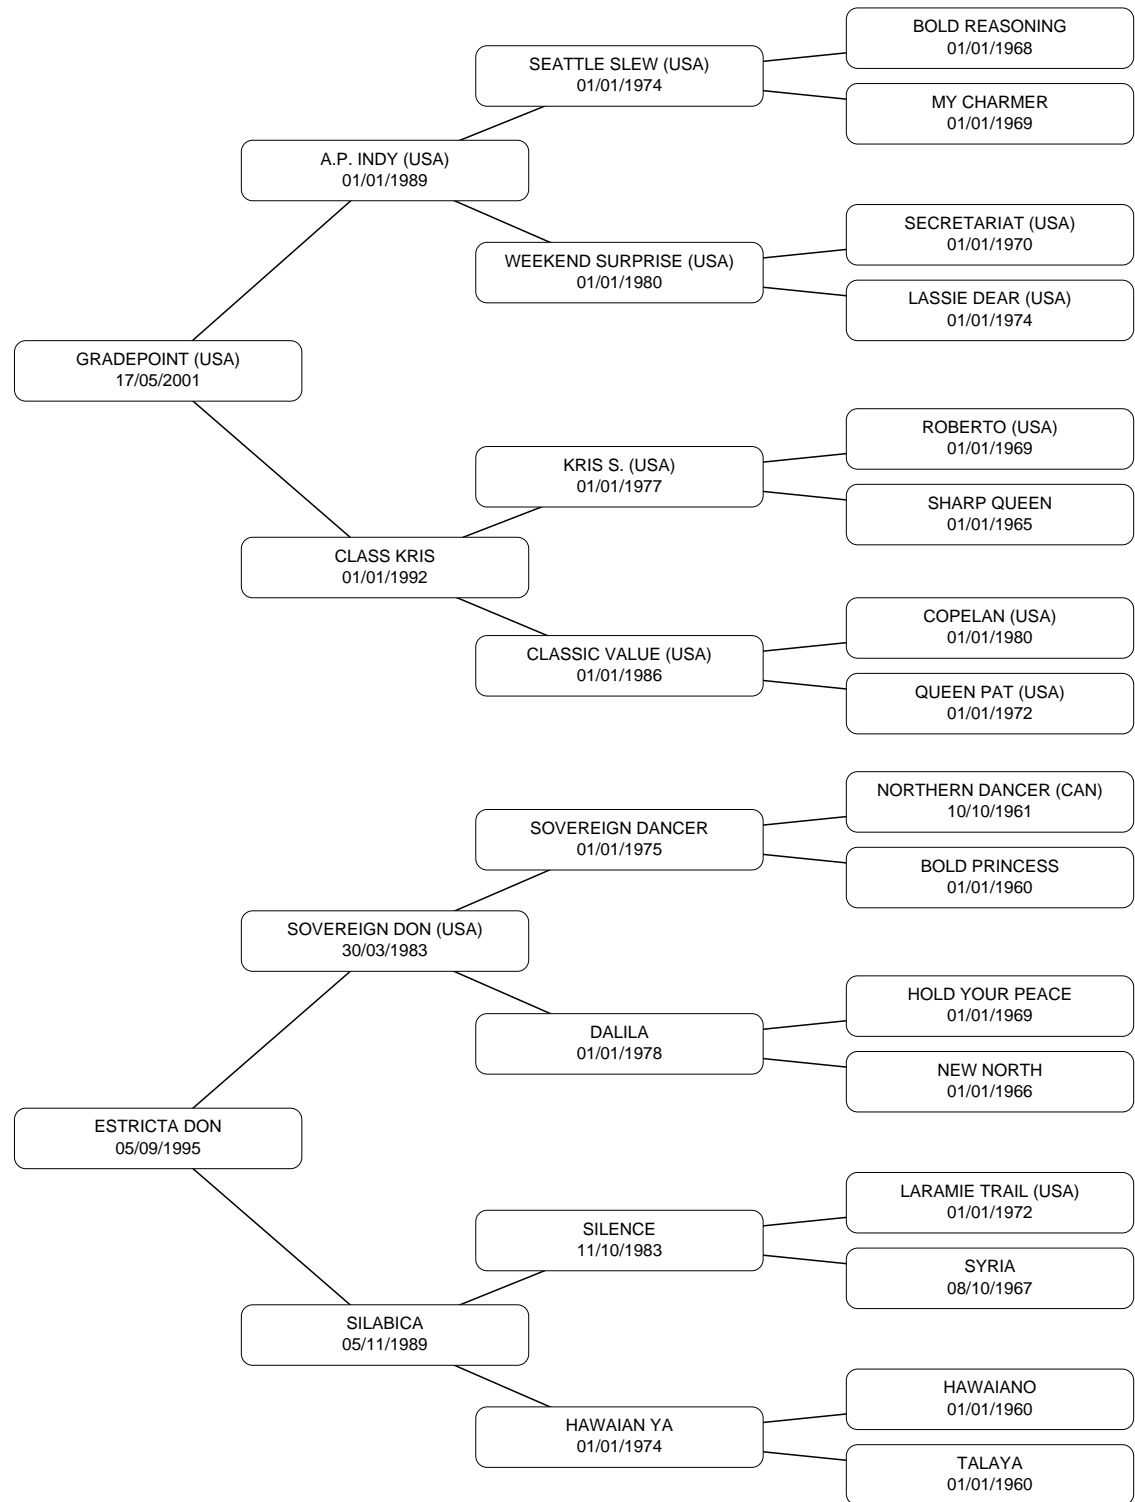 BOLD REASONING
01/01/1968
SEATTLE SLEW (USA)
01/01/1974
MY CHARMER
01/01/1969
A.P. INDY (USA)
01/01/1989
SECRETARIAT (USA)
01/01/1970
WEEKEND SURPRISE (USA)
01/01/1980
LASSIE DEAR (USA)
01/01/1974
GRADEPOINT (USA)
17/05/2001
ROBERTO (USA)
01/01/1969
KRIS S. (USA)
01/01/1977
SHARP QUEEN
01/01/1965
CLASS KRIS
01/01/1992
COPELAN (USA)
01/01/1980
CLASSIC VALUE (USA)
01/01/1986
QUEEN PAT (USA)
01/01/1972
NORTHERN DANCER (CAN)
10/10/1961
SOVEREIGN DANCER
01/01/1975
BOLD PRINCESS
01/01/1960
SOVEREIGN DON (USA)
30/03/1983
HOLD YOUR PEACE
01/01/1969
DALILA
01/01/1978
NEW NORTH
01/01/1966
ESTRICTA DON
05/09/1995
LARAMIE TRAIL (USA)
01/01/1972
SILENCE
11/10/1983
SYRIA
08/10/1967
SILABICA
05/11/1989
HAWAIANO
01/01/1960
HAWAIAN YA
01/01/1974
TALAYA
01/01/1960